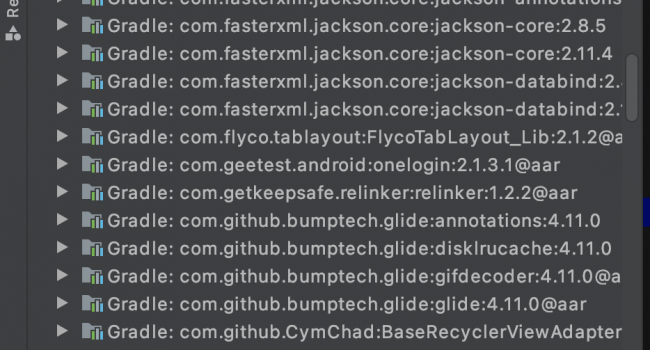 Re
Gradle: com.fasterxml.jackson.core:jackson-annotations
Gradle: com.fasterxml.jackson.core:jackson-core:2.8.5
Gradle: com.fasterxml.jackson.core:jackson-core:2.11.4
Gradle: com.fasterxml.jackson.core:jackson-databind:2.
Gradle: com.fasterxml.jackson.core:jackson-databind:2.
Gradle: com.flyco.tablayout:FlycoTabLayout_Lib:2.1.2@aa
Gradle: com.geetest.android:onelogin:2.1.3.1@aar
Gradle: com.getkeepsafe.relinker:relinker:1.2.2@aar
Gradle: com.github.bumptech.glide:annotations:4.11.0
Gradle: com.github.bumptech.glide:disklrucache:4.11.0
Gradle: com.github.bumptech.glide:gifdecoder:4.11.0@a
Gradle: com.github.bumptech.glide:glide:4.11.0@aar
Gradle: com.github.CymChad:BaseRecyclerViewAdapter